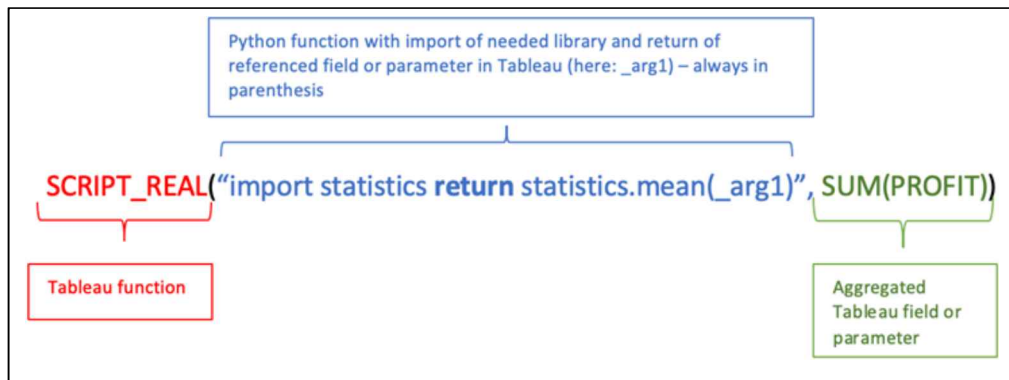 Python function with import of needed library and return of
referenced field or parameter in Tableau (here: _arg1) – always in
parenthesis
SCRIPT_REAL(“import statistics return statistics.mean(_arg1)”, SUM(PROFIT))
Tableau function
Aggregated
Tableau field or
parameter